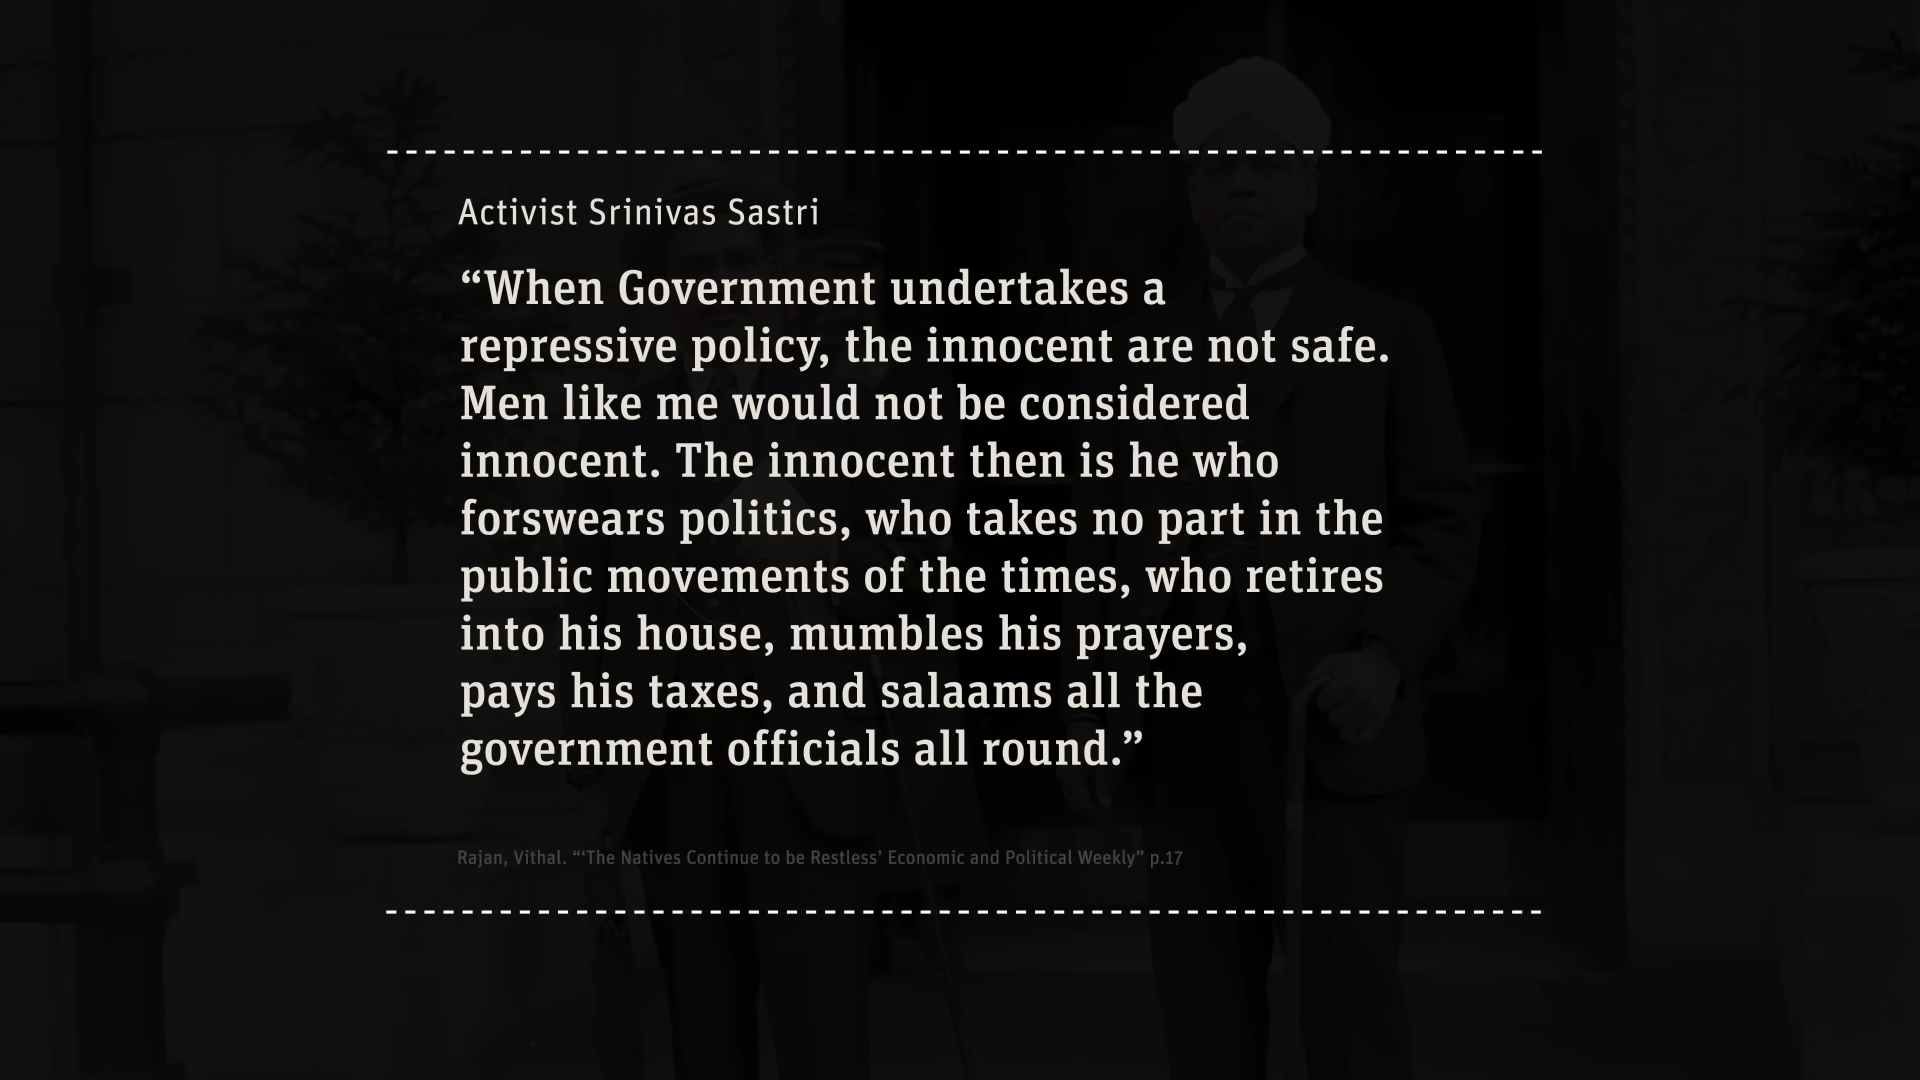 Activist Srinivas Sastri
“When Government undertakes a
repressive policy, the innocent are not safe.
Men like me would not be considered
innocent. The innocent then is he who
forswears politics, who takes no part in the
public movements of the times, who retires
into his house, mumbles his prayers,
pays his taxes, and salaams all the
government officials all round.”
Rajan, Vithal. “‘The Natives Continue to be Restless’ Economic and Political Weekly” p.17